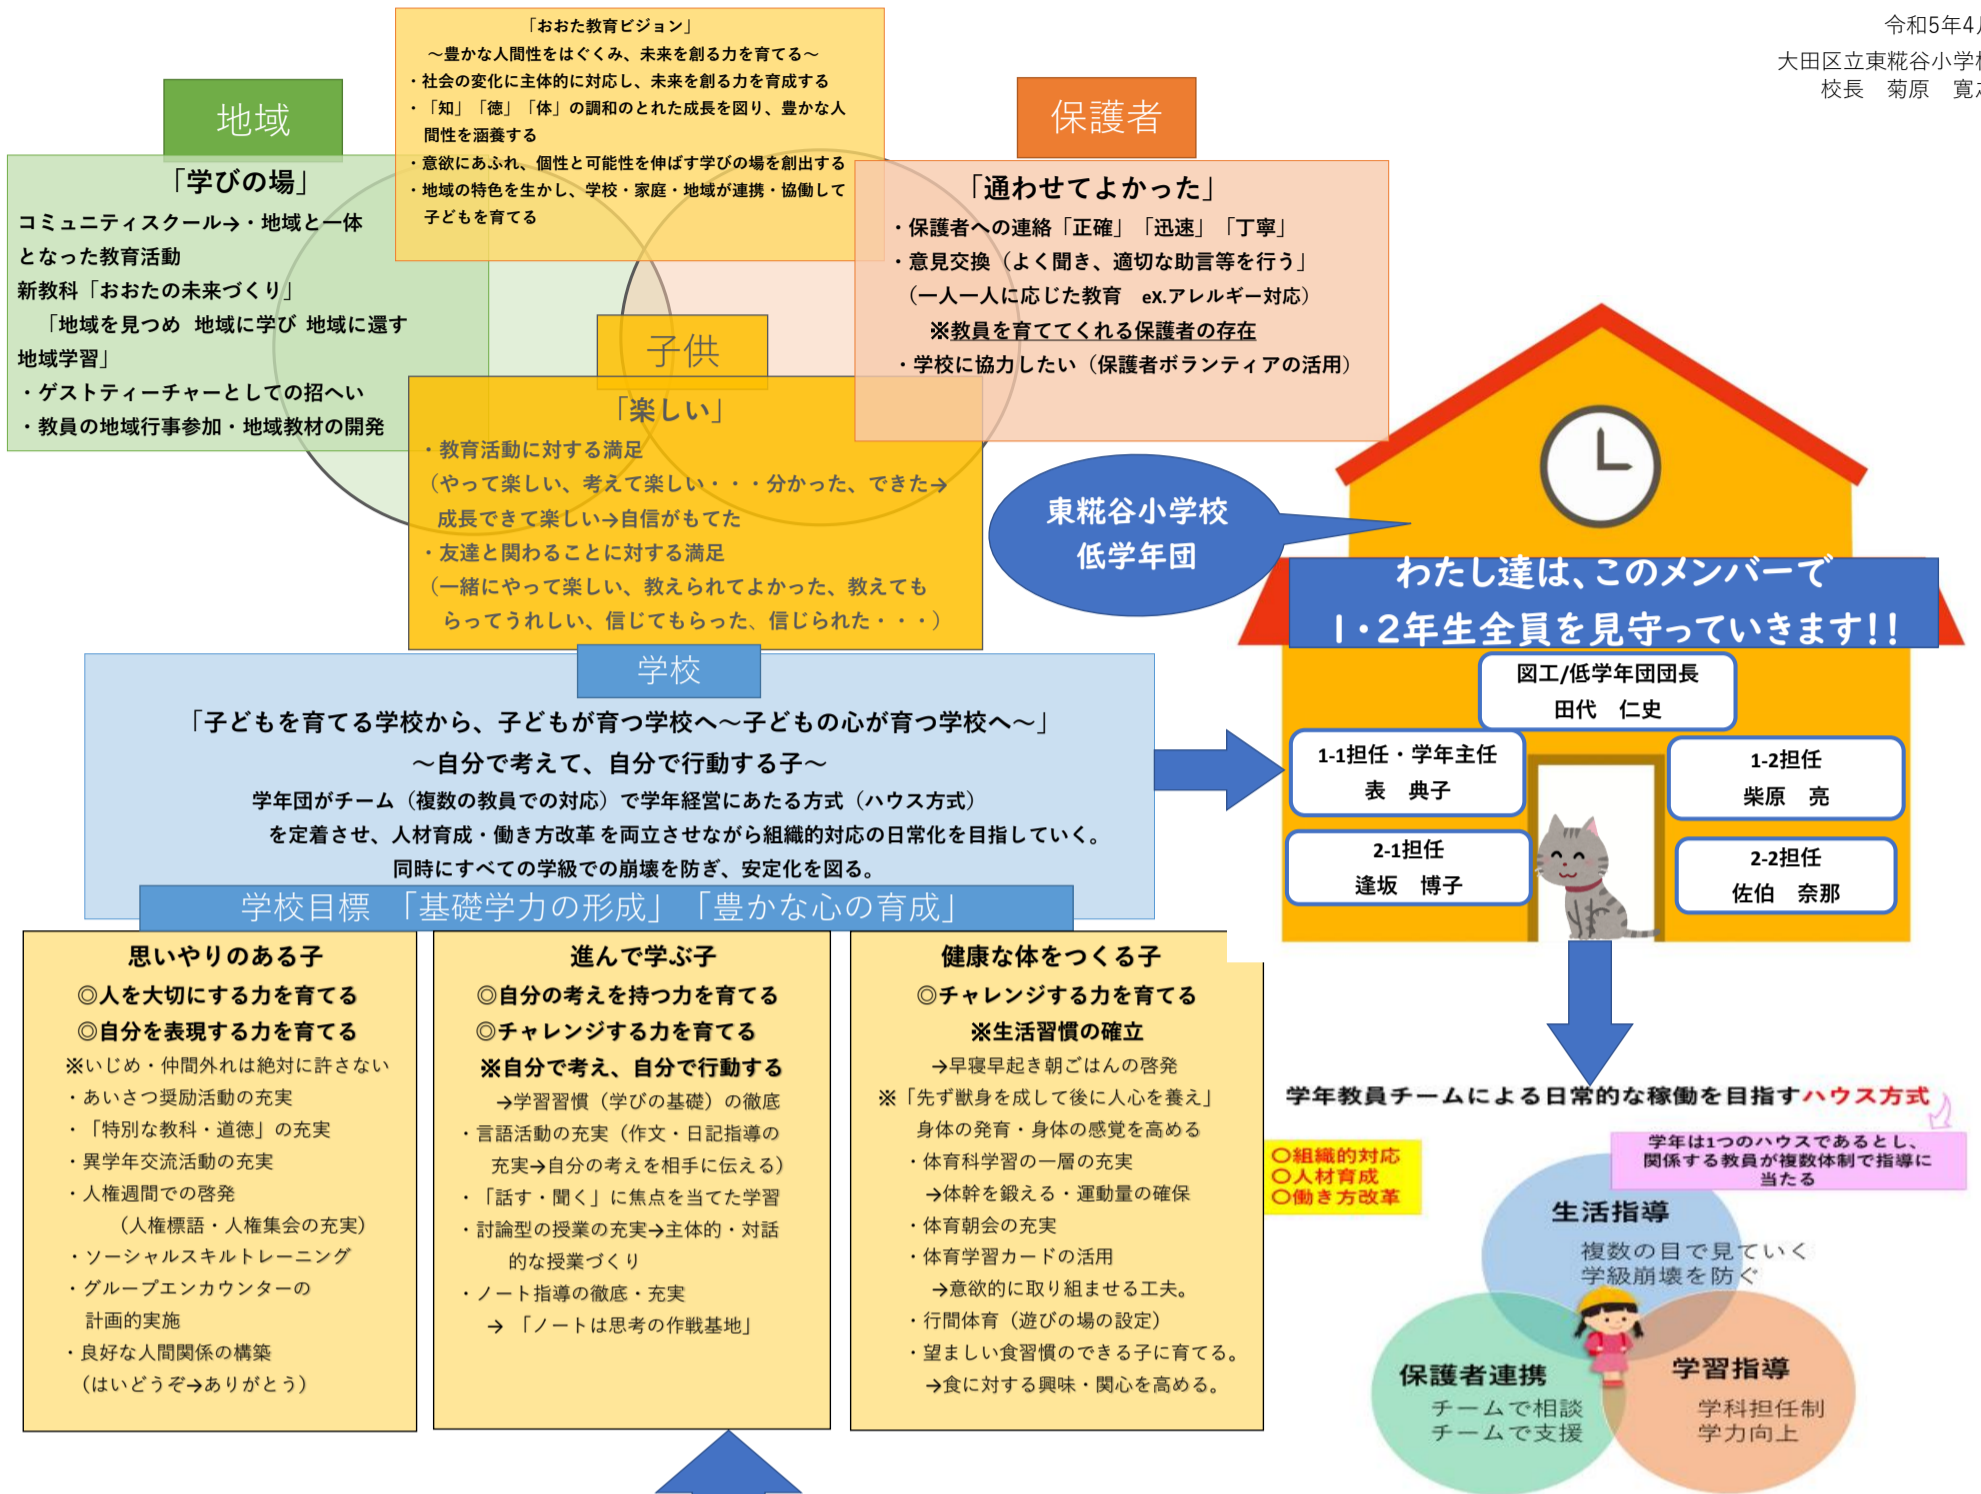 令和5年4
大田区立東糀谷小学
校長　菊原　寛
「おおた教育ビジョン」
～豊かな人間性をはぐくみ、未来を創る力を育てる～
・社会の変化に主体的に対応し、未来を創る力を育成する
・「知」「徳」「体」の調和のとれた成長を図り、豊かな人
間性を涵養する
・意欲にあふれ、個性と可能性を伸ばす学びの場を創出する
・地域の特色を生かし、学校・家庭・地域が連携・協働して
子どもを育てる
地域
「学びの場」
コミュニティスクール→・地域と一体
となった教育活動
新教科「おおたの未来づくり」
「地域を見つめ 地域に学び 地域に還す
地域学習」
・ゲストティーチャーとしての招へい
・教員の地域行事参加・地域教材の開発
保護者
「通わせてよかった」
・保護者への連絡「正確」「迅速」「丁寧」
・意見交換（よく聞き、適切な助言等を行う」
（一人一人に応じた教育　ex.アレルギー対応）
※教員を育ててくれる保護者の存在
・学校に協力したい（保護者ボランティアの活用）
子供
「楽しい」
・教育活動に対する満足
（やって楽しい、考えて楽しい・・・分かった、できた→
成長できて楽しい→自信がもてた
・友達と関わることに対する満足
（一緒にやって楽しい、教えられてよかった、教えても
らってうれしい、信じてもらった、信じられた・・・）
東糀谷小学校
低学年団
わたし達は、このメンバーで
1・2年生全員を見守っていきます!!
図工/低学年団団長
田代　仁史
1-1担任・学年主任
表　典子
1-2担任
柴原　亮
2-1担任
逢坂　博子
2-2担任
佐伯　奈那
学校
「子どもを育てる学校から、子どもが育つ学校へ～子どもの心が育つ学校へ～」
～自分で考えて、自分で行動する子～
学年団がチーム（複数の教員での対応）で学年経営にあたる方式（ハウス方式）
を定着させ、人材育成・働き方改革 を両立させながら組織的対応の日常化を目指していく。
同時にすべての学級での崩壊を防ぎ、安定化を図る。
学校目標 「基礎学力の形成」「豊かな心の育成」
思いやりのある子
◎人を大切にする力を育てる
◎自分を表現する力を育てる
※いじめ・仲間外れは絶対に許さない
・あいさつ奨励活動の充実
・「特別な教科・道徳」の充実
・異学年交流活動の充実
・人権週間での啓発
（人権標語・人権集会の充実）
・ソーシャルスキルトレーニング
・グループエンカウンターの
計画的実施
・良好な人間関係の構築
（はいどうぞ→ありがとう）
進んで学ぶ子
◎自分の考えを持つ力を育てる
◎チャレンジする力を育てる
※自分で考え、自分で行動する
→学習習慣（学びの基礎）の徹底
・言語活動の充実（作文・日記指導の
充実→自分の考えを相手に伝える）
・「話す・聞く」に焦点を当てた学習
・討論型の授業の充実→主体的・対話
的な授業づくり
・ノート指導の徹底・充実
→ 「ノートは思考の作戦基地」
健康な体をつくる子
◎チャレンジする力を育てる
※生活習慣の確立
→早寝早起き朝ごはんの啓発
※「先ず獣身を成して後に人心を養え」
身体の発育・身体の感覚を高める
・体育科学習の一層の充実
→体幹を鍛える・運動量の確保
・体育朝会の充実
・体育学習カードの活用
→意欲的に取り組ませる工夫。
・行間体育（遊びの場の設定）
・望ましい食習慣のできる子に育てる。
→食に対する興味・関心を高める。
学年教員チームによる日常的な稼働を目指すハウス方式
〇組織的対応
〇人材育成
〇働き方改革
学年は1つのハウスであるとし、
関係する教員が複数体制で指導に
当たる
生活指導
複数の目で見ていく
学級崩壊を防ぐ
保護者連携
チームで相談
チームで支援
学習指導
学科担任制
学力向上